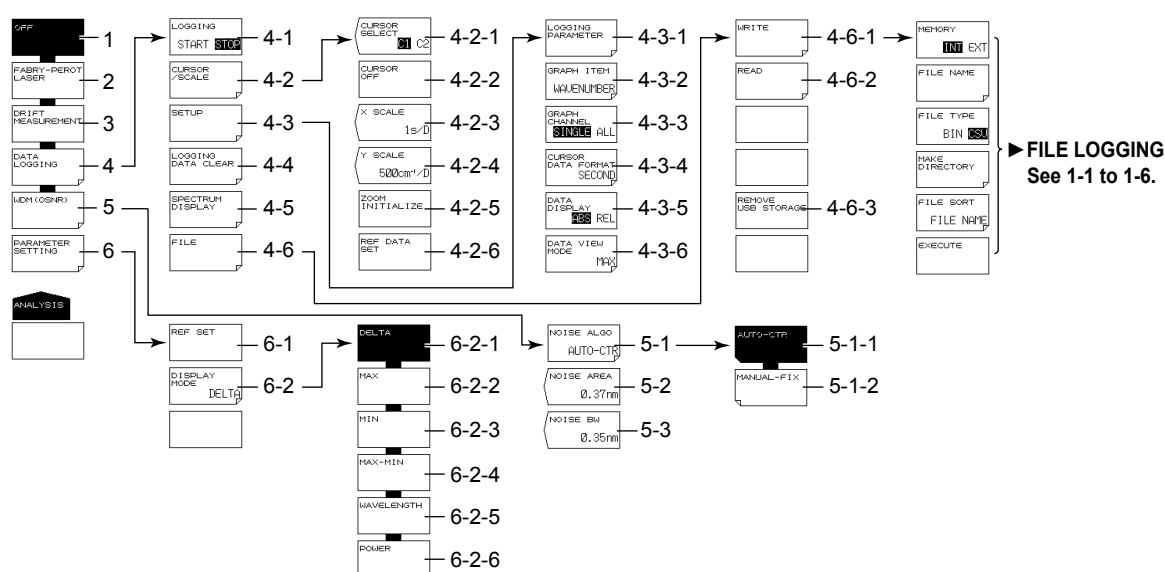 OFF
1
FABRY-PEROT
LASER
2
DRIFT
MEASUREMENT
3
DATA
LOGGING
4
WDM(OSNR)
5
PARAMETER
SETTING
6
ANALYSIS
LOGGING
START STOP
4-1
CURSOR
/SCALE
4-2
SETUP
4-3
LOGGING
DATA CLEAR
4-4
SPECTRUM
DISPLAY
4-5
FILE
4-6
CURSOR
SELECT
C1 C2
4-2-1
CURSOR
OFF
4-2-2
X SCALE
1s/D
4-2-3
Y SCALE
500cm-1/D
4-2-4
ZOOM
INITIALIZE
4-2-5
REF DATA
SET
4-2-6
LOGGING
PARAMETER
4-3-1
GRAPH ITEM
WAVENUMBER
4-3-2
GRAPH
CHANNEL
SINGLE ALL
4-3-3
CURSOR
DATA FORMAT
SECOND
4-3-4
DATA
DISPLAY
ABS REL
4-3-5
DATA VIEW
MODE
MAX
4-3-6
WRITE
4-6-1
READ
4-6-2
REMOVE
USB STORAGE
4-6-3
MEMORY
INT EXT
FILE NAME
FILE TYPE
BIN CSV
MAKE
DIRECTORY
FILE SORT
FILE NAME
EXECUTE
FILE LOGGING
See 1-1 to 1-6.
REF SET
6-1
DISPLAY
MODE
DELTA
6-2
DELTA
6-2-1
MAX
6-2-2
MIN
6-2-3
MAX-MIN
6-2-4
WAVELENGTH
6-2-5
POWER
6-2-6
NOISE ALGO
AUTO-CTR
5-1
NOISE AREA
0.37nm
5-2
NOISE BW
0.35nm
5-3
AUTO-CTR
5-1-1
MANUAL-FIX
5-1-2